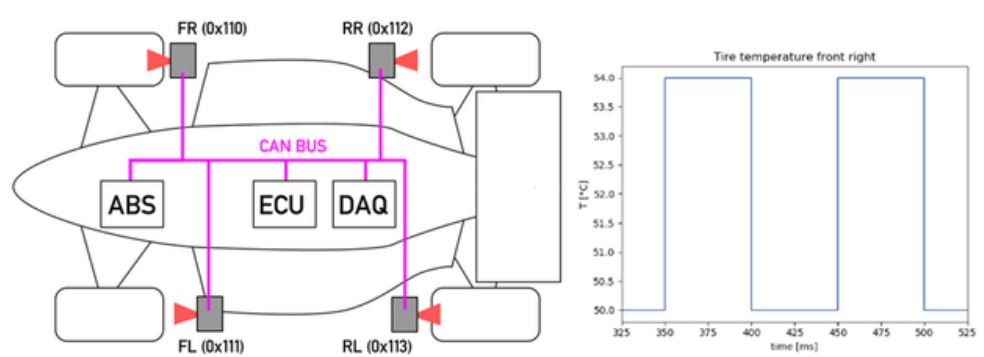 FR (0x110)
RR (0x112)
CAN BUS
ABS
ECU
DAQ
FL (0x111)
RL (0x113)
Tire temperature front right
54.0
53.5
53.0
52.5
52.0
51.5
51.0
50.5
50.0
T [°C]
325 350 375 400 425 450 475 500 525
time [ms]